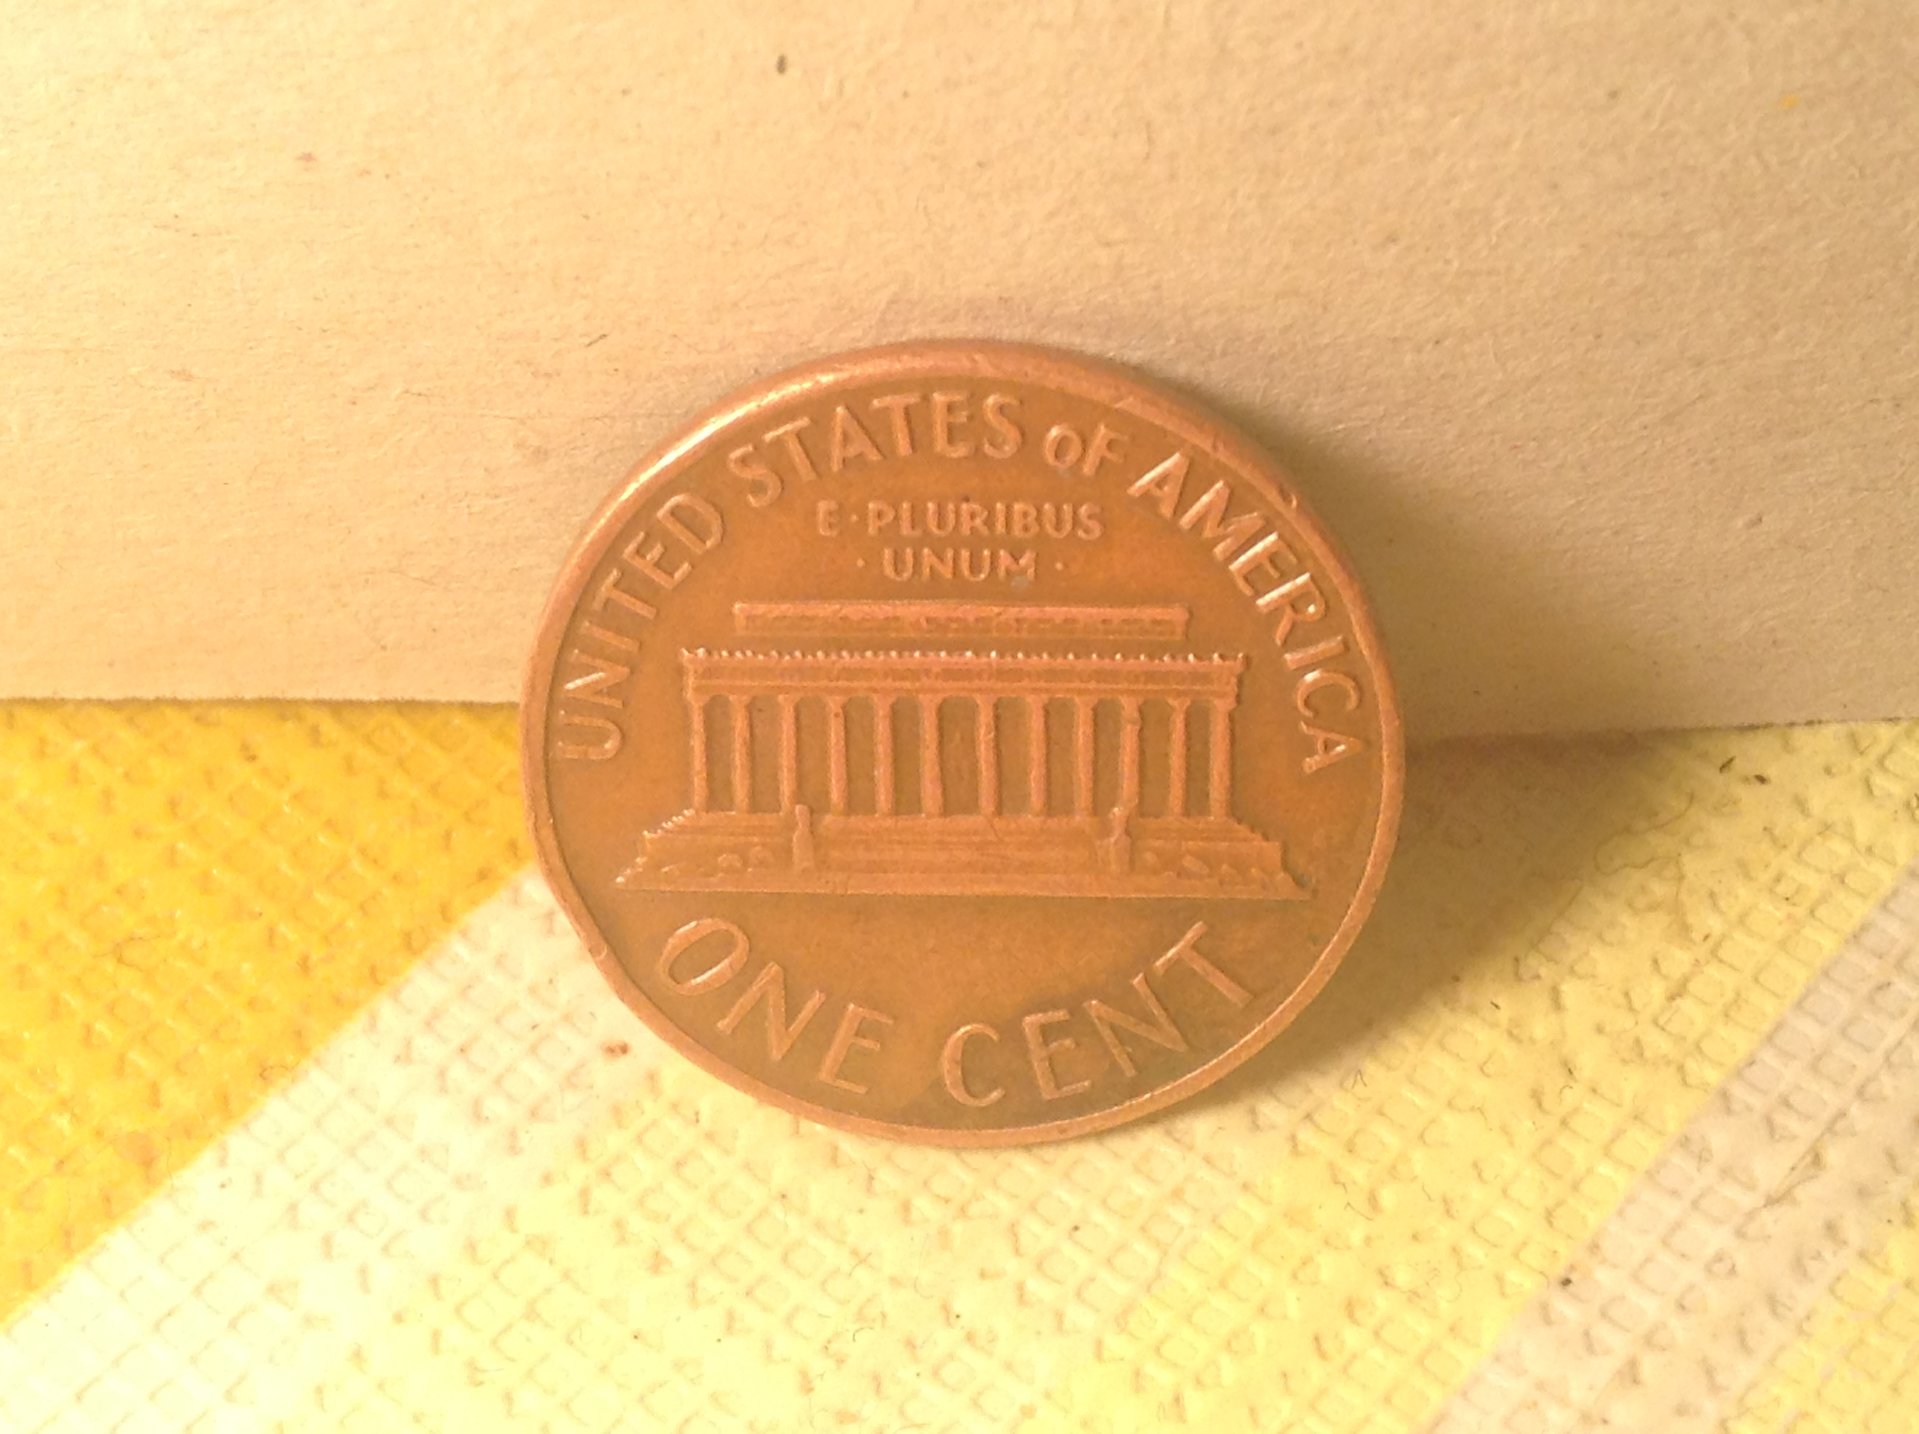 UNITED STATES OF AMERICA
E·PLURIBUS
·UNUM·
ONE CENT